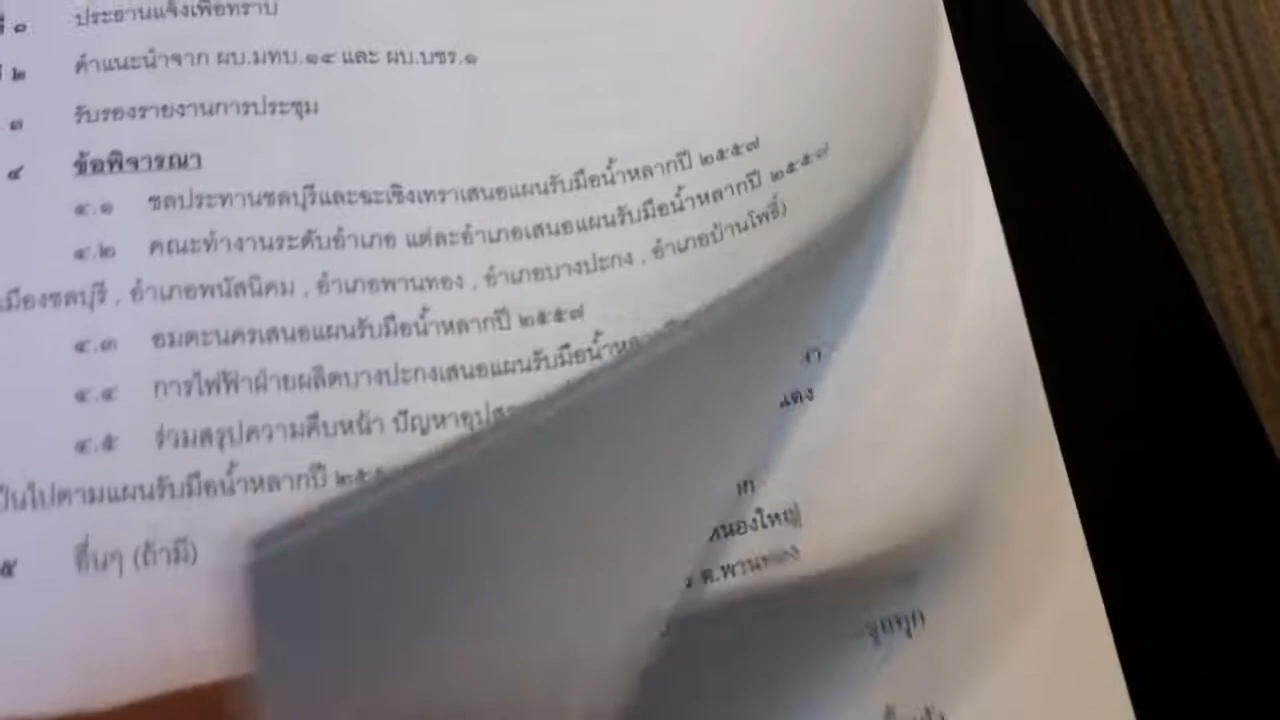 ที่ ๑ ประธานแจ้งเพื่อทราบ
ที่ ๒ คำแนะนำจาก ผบ.มทบ.๑๔ และ ผบ.บชร.๑
๓ รับรองรายงานการประชุม
๔ ข้อพิจารณา
๔.๑ ชลประทานชลบุรีและฉะเชิงเทราเสนอแผนรับมือน้ำหลากปี ๒๕๕๗
๔.๒ คณะทำงานระดับอำเภอ แต่ละอำเภอเสนอแผนรับมือน้ำหลากปี ๒๕๕๗
เมืองชลบุรี , อำเภอพนัสนิคม , อำเภอพานทอง , อำเภอบางปะกง , อำเภอบ้านโพธิ์)
๔.๓ อมตะนครเสนอแผนรับมือน้ำหลากปี ๒๕๕๗
๔.๔ การไฟฟ้าฝ่ายผลิตบางปะกงเสนอแผนรับมือน้ำหลา
๔.๕ ร่วมสรุปความคืบหน้า ปัญหาอุปส
ป็นไปตามแผนรับมือน้ำหลากปี ๒๕๕
๕ อื่นๆ (ถ้ามี)
แดง
หนองใหญ่
ต.พานทอง